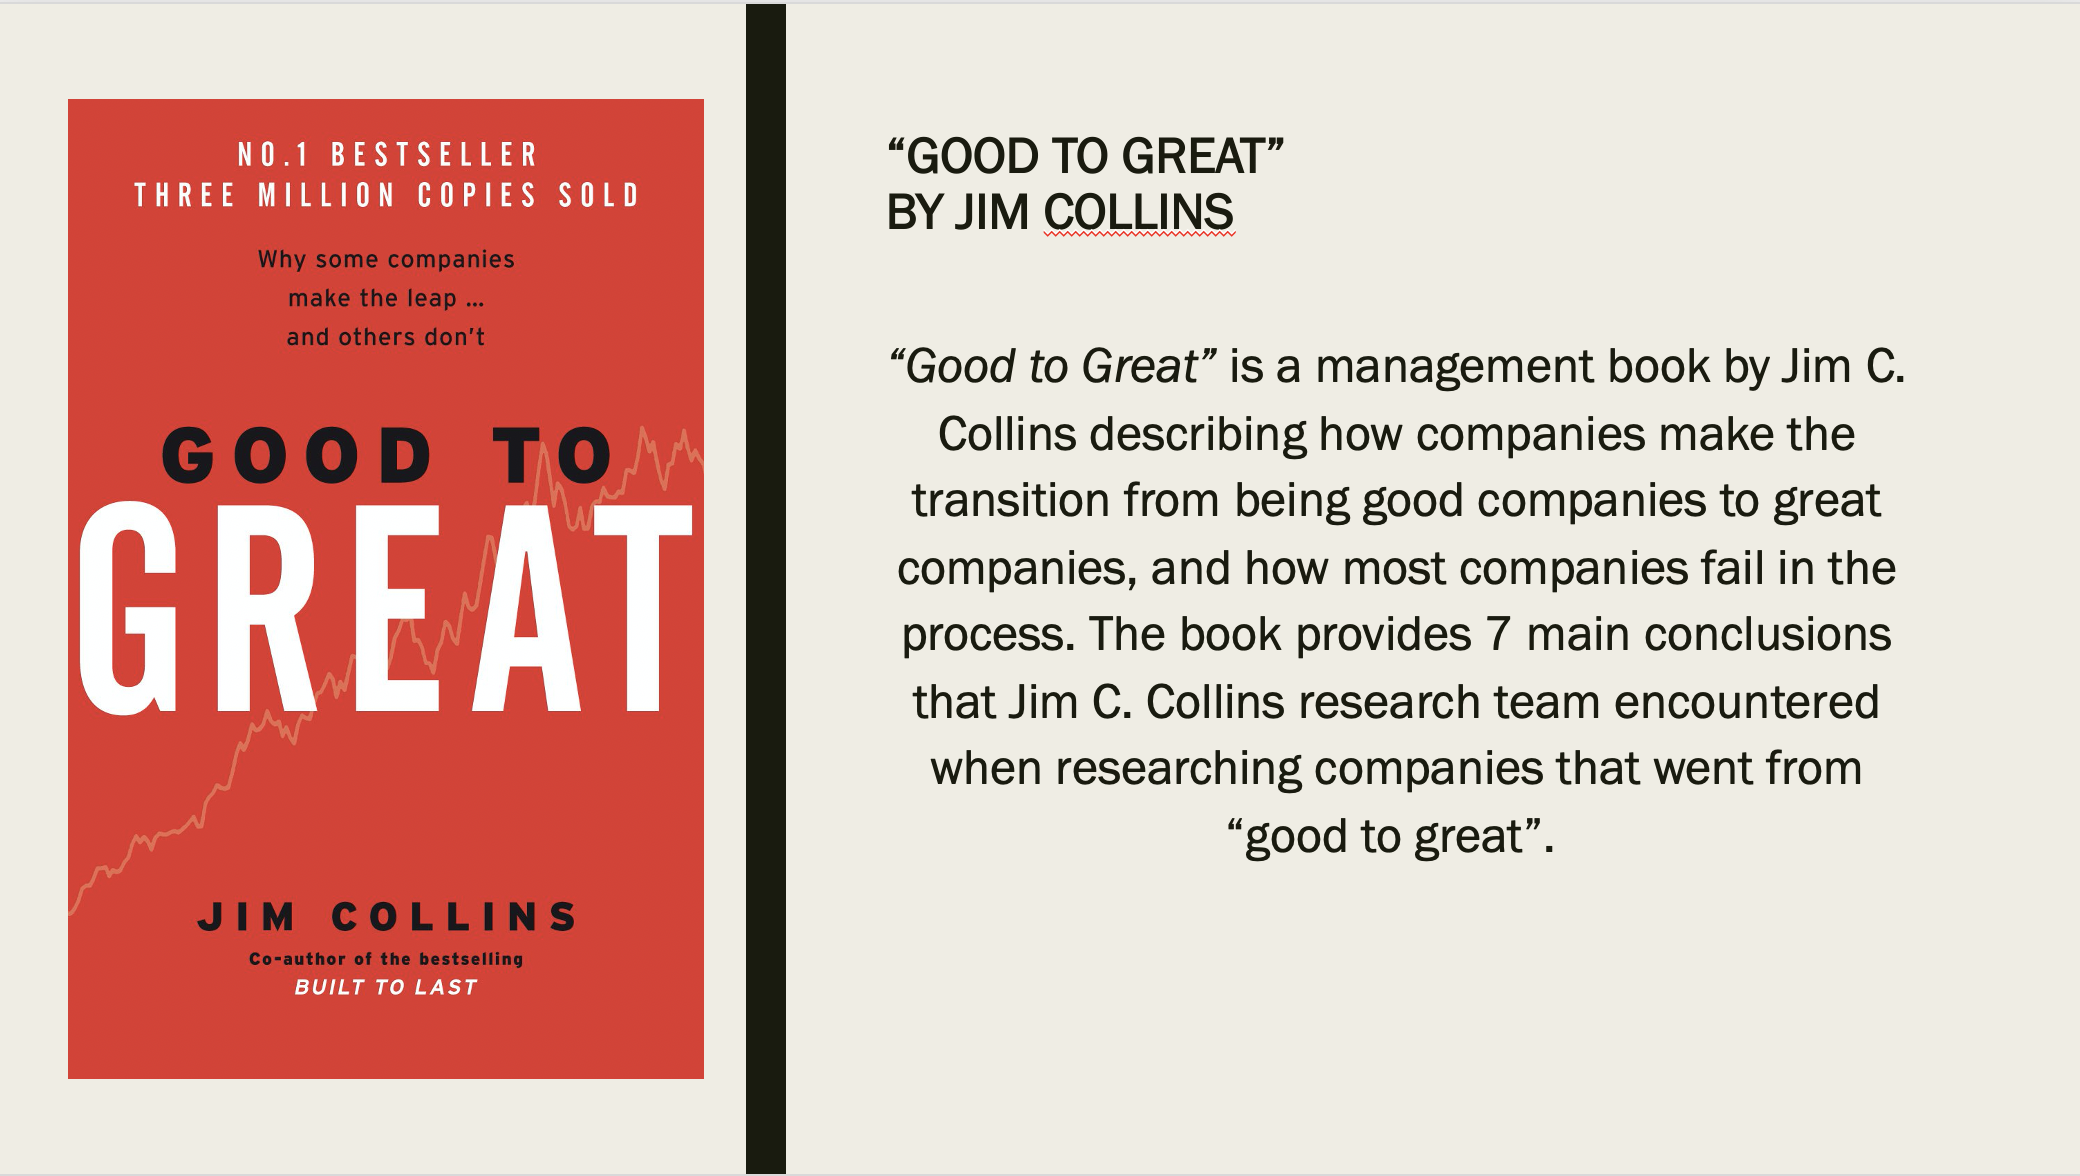 NO.1 BESTSELLER
THREE MILLION COPIES SOLD
Why some companies
make the leap ...
and others don't
GOOD TO
GREAT
JIM COLLINS
Co-author of the bestselling
BUILT TO LAST
“GOOD TO GREAT”
BY JIM COLLINS
“Good to Great” is a management book by Jim C.
Collins describing how companies make the
transition from being good companies to great
companies, and how most companies fail in the
process. The book provides 7 main conclusions
that Jim C. Collins research team encountered
when researching companies that went from
“good to great”.